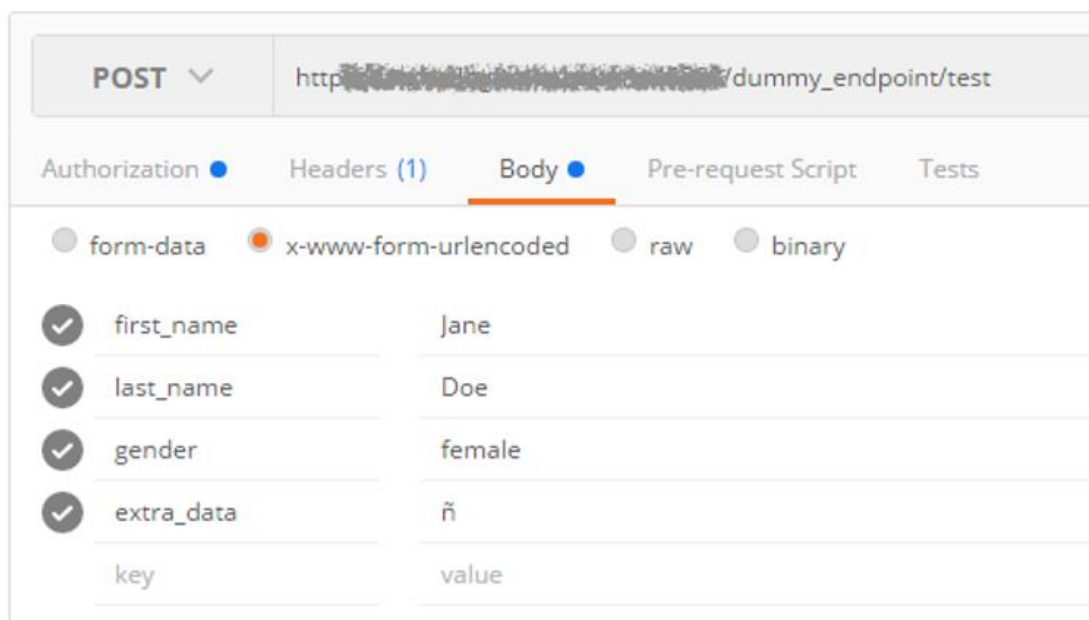 POST http /dummy_endpoint/test
Authorization Headers (1) Body Pre-request Script Tests
form-data x-www-form-urlencoded raw binary
first_name Jane
last_name Doe
gender female
extra_data ñ
key value